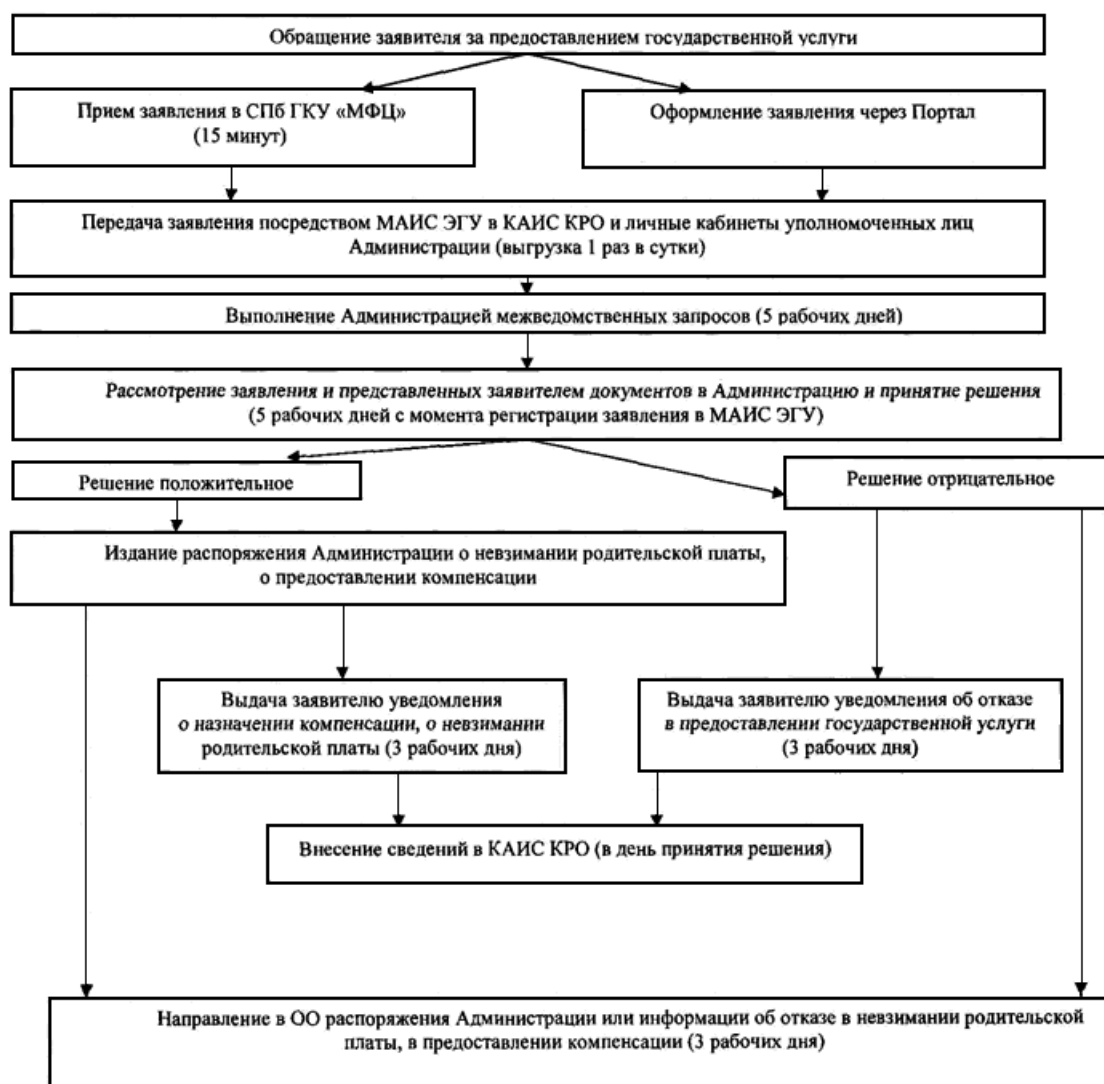 Обращение заявителя за предоставлением государственной услуги
Прием заявления в СПб ГКУ «МФЦ»
(15 минут)
Оформление заявления через Портал
Передача заявления посредством МАИС ЭГУ в КАИС КРО и личные кабинеты уполномоченных лиц
Администрации (выгрузка 1 раз в сутки)
Выполнение Администрацией межведомственных запросов (5 рабочих дней)
Рассмотрение заявления и представленных заявителем документов в Администрацию и принятие решения
(5 рабочих дней с момента регистрации заявления в МАИС ЭГУ)
Решение положительное
Решение отрицательное
Издание распоряжения Администрации о невзимании родительской платы,
о предоставлении компенсации
Выдача заявителю уведомления
о назначении компенсации, о невзимании
родительской платы (3 рабочих дня)
Выдача заявителю уведомления об отказе
в предоставлении государственной услуги
(3 рабочих дня)
Внесение сведений в КАИС КРО (в день принятия решения)
Направление в ОО распоряжения Администрации или информации об отказе в невзимании родительской
платы, в предоставлении компенсации (3 рабочих дня)